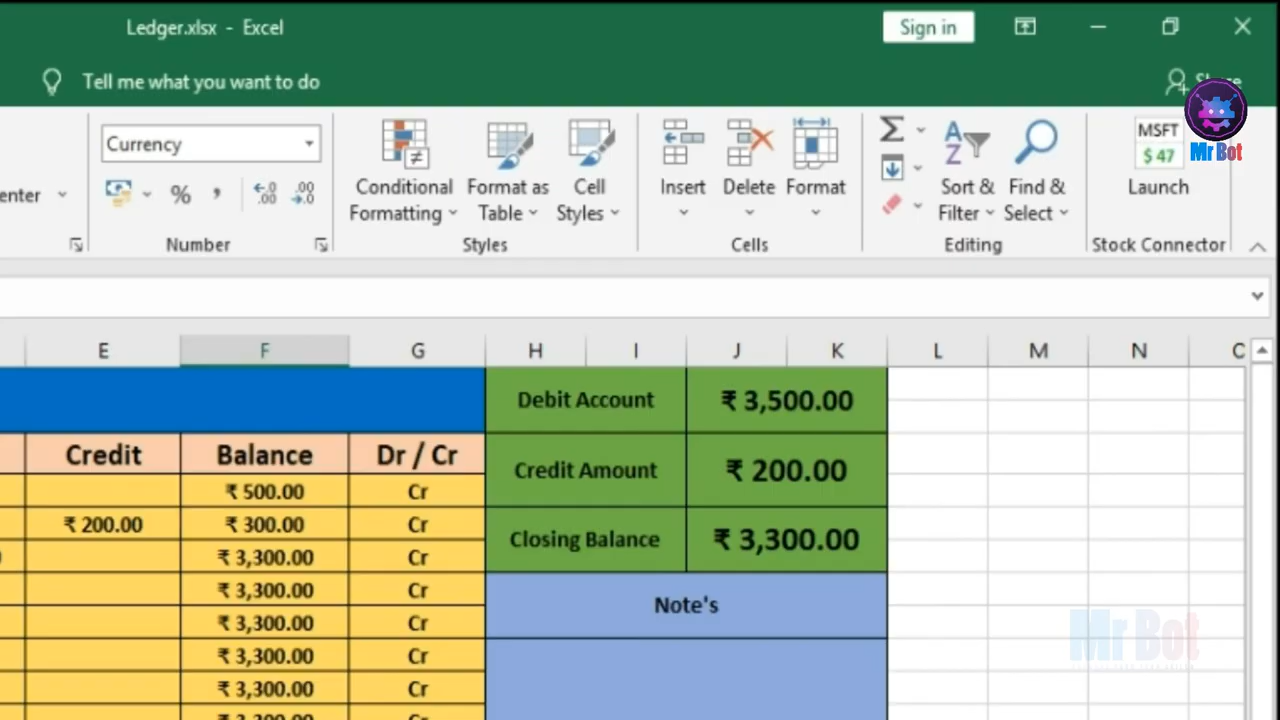 Ledger.xlsx - Excel
Sign in
Tell me what you want to do
Share
Mr Bot
Currency
MSFT
$ 47
enter
%
Conditional
Formatting
Format as
Table
Cell
Styles
Insert
Delete
Format
Sort &
Filter
Find &
Select
Launch
Number
Styles
Cells
Editing
Stock Connector
E F G H I J K L M N O
Debit Account ₹ 3,500.00
Credit Balance Dr / Cr
Credit Amount ₹ 200.00
₹ 500.00 Cr
₹ 200.00 ₹ 300.00 Cr
Closing Balance ₹ 3,300.00
₹ 3,300.00 Cr
₹ 3,300.00 Cr
Note's
₹ 3,300.00 Cr
₹ 3,300.00 Cr
₹ 3,300.00 Cr
Mr Bot